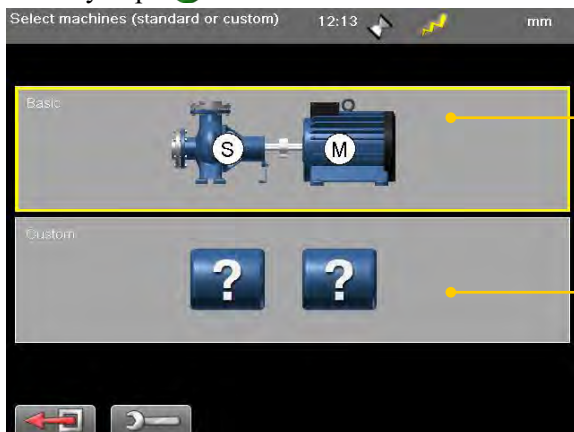 Select machines (standard or custom) 12:13 mm
Basic
S M
Custom
? ?